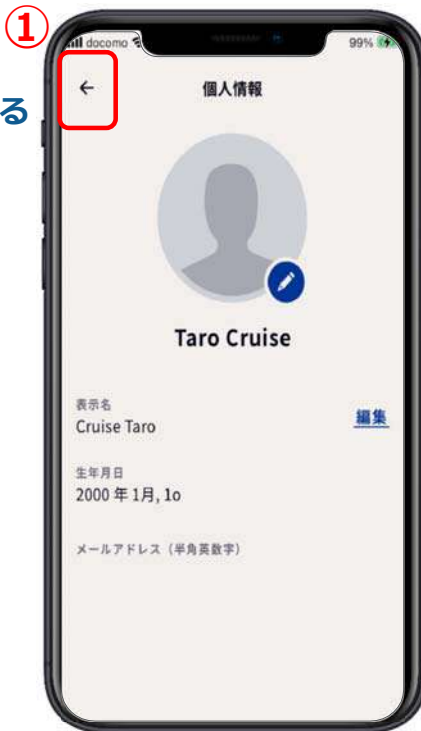 ①
docomo
99%
る
←
個人情報
Taro Cruise
表示名
Cruise Taro
編集
生年月日
2000 年 1月, 1o
メールアドレス（半角英数字）